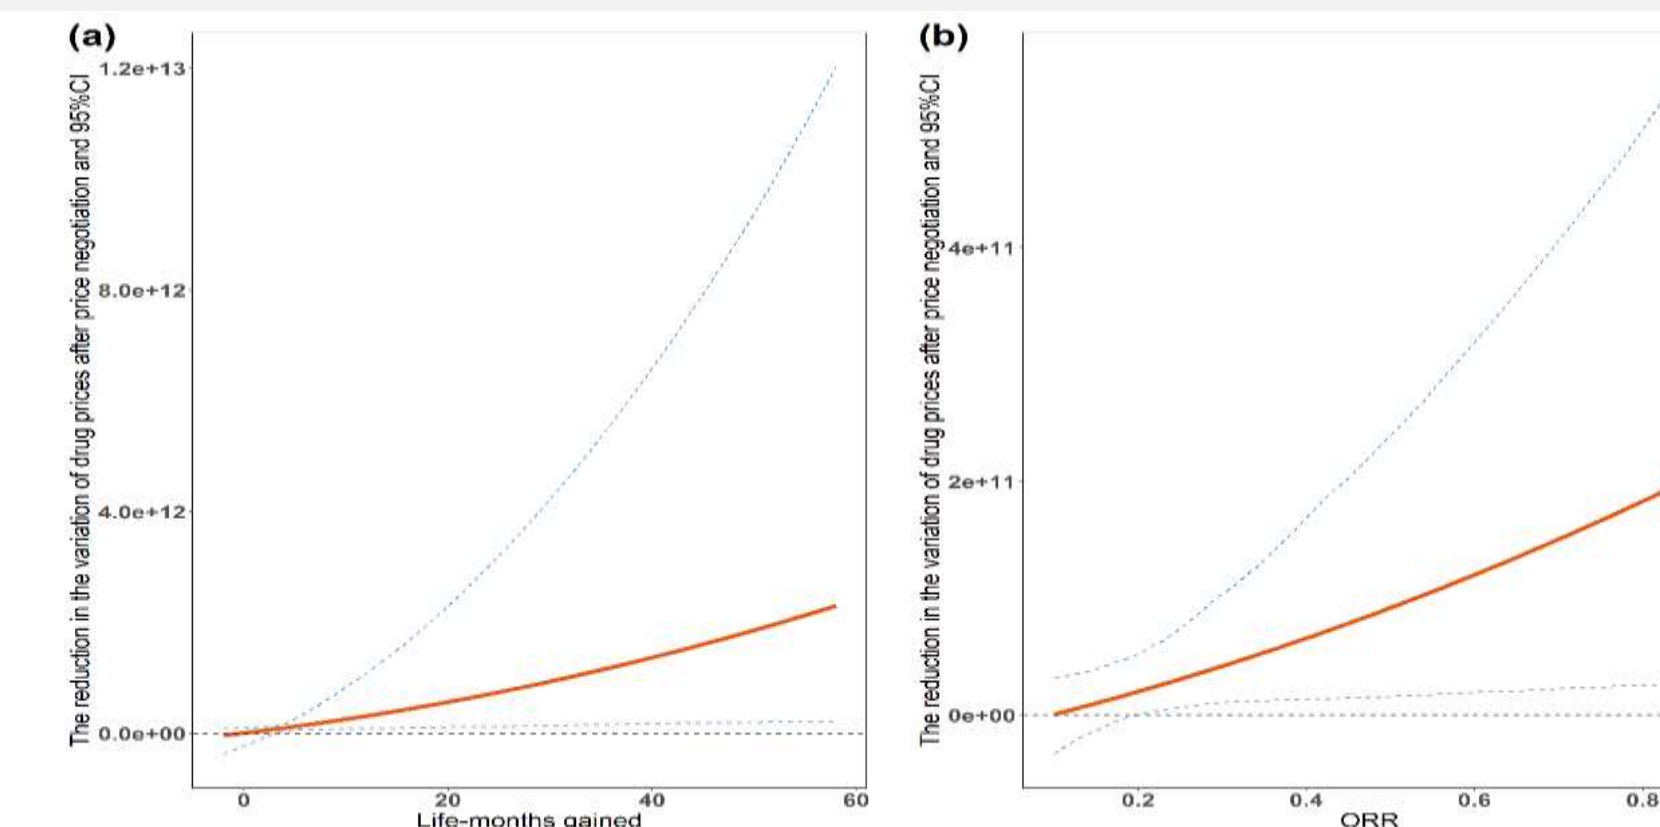 (a)
The reduction in the variation of drug prices after price negotiation and 95%CI
1.2e+13
8.0e+12
4.0e+12
0.0e+00
0 20 40 60
Life-months gained
(b)
The reduction in the variation of drug prices after price negotiation and 95%CI
4e+11
2e+11
0e+00
0.2 0.4 0.6 0.8
ORR